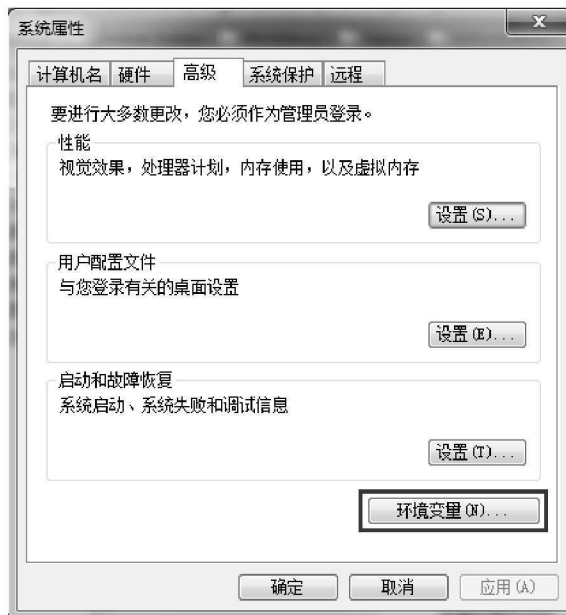 系统属性
计算机名 硬件 高级 系统保护 远程
要进行大多数更改，您必须作为管理员登录。
性能
视觉效果，处理器计划，内存使用，以及虚拟内存
设置(S)...
用户配置文件
与您登录有关的桌面设置
设置(E)...
启动和故障恢复
系统启动、系统失败和调试信息
设置(T)...
环境变量(N)...
确定 取消 应用(A)